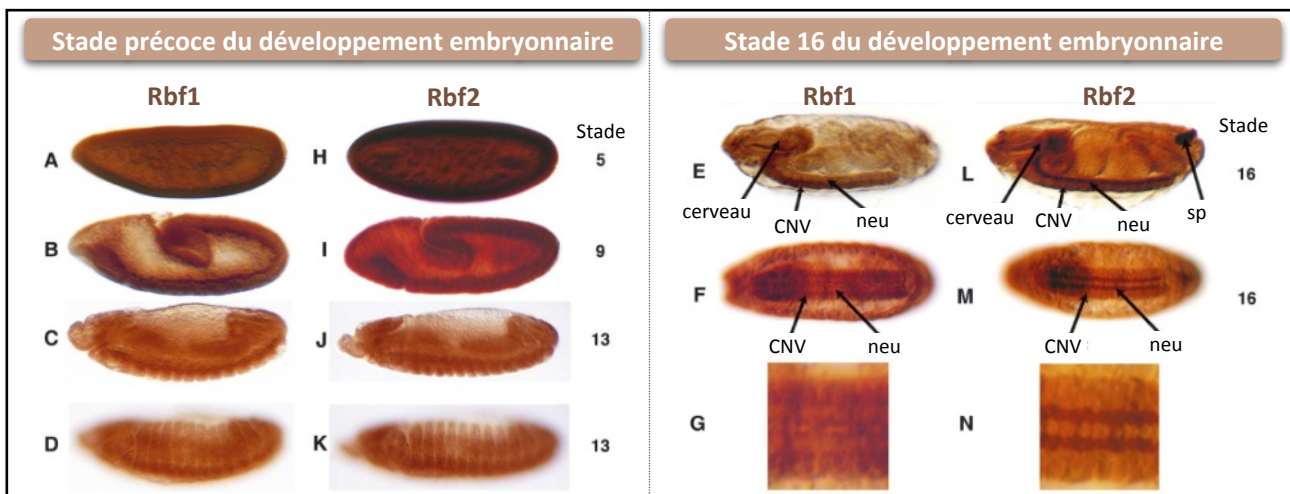 Stade précoce du développement embryonnaire
Rbf1
Rbf2
Stade
A
H
5
B
I
9
C
J
13
D
K
13
Stade 16 du développement embryonnaire
Rbf1
Rbf2
Stade
E
L
16
cerveau
CNV
neu
cerveau
CNV
neu
sp
F
M
16
CNV
neu
CNV
neu
G
N